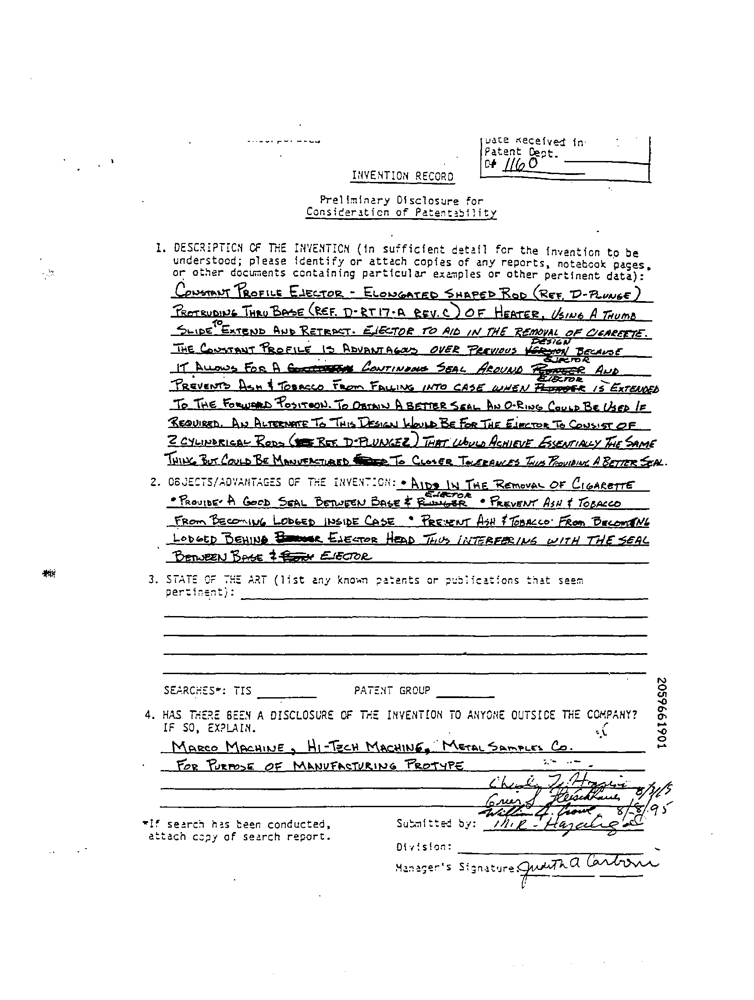 Date Received in
Patent Dept.
D# 1160
INVENTION RECORD
Preliminary Disclosure for
Consideration of Patentability
1. DESCRIPTION OF THE INVENTION (in sufficient detail for the invention to be
understood; please identify or attach copies of any reports, notebook pages,
or other documents containing particular examples or other pertinent data):
CONSTANT PROFILE EJECTOR - ELONGATED SHAPED ROD (REF. D-PLUNGE)
PROTRUDING THRU BASE (REF. D-RT17-A REV. C) OF HEATER, USING A THUMB
SLIDE TO EXTEND AND RETRACT. EJECTOR TO AID IN THE REMOVAL OF CIGARETTE.
THE CONSTANT PROFILE IS ADVANTAGOUS OVER PREVIOUS DESIGN BECAUSE
IT ALLOWS FOR A CONTINUOUS SEAL AROUND EJECTOR AND
PREVENTS ASH & TOBACCO FROM FALLING INTO CASE WHEN EJECTOR IS EXTENDED
TO THE FORWARD POSITION. TO OBTAIN A BETTER SEAL AN O-RING COULD BE USED IF
REQUIRED. AN ALTERNATE TO THIS DESIGN WOULD BE FOR THE EJECTOR TO CONSIST OF
2 CYLINDRICAL RODS (REF. D-PLUNGE2) THAT WOULD ACHIEVE ESSENTIALLY THE SAME
THING BUT COULD BE MANUFACTURED TO CLOSER TOLERANCES THUS PROVIDING A BETTER SEAL.
2. OBJECTS/ADVANTAGES OF THE INVENTION: • AIDS IN THE REMOVAL OF CIGARETTE
• PROVIDE A GOOD SEAL BETWEEN BASE & EJECTOR • PREVENT ASH & TOBACCO
FROM BECOMING LODGED INSIDE CASE • PREVENT ASH & TOBACCO FROM BECOMING
LODGED BEHIND EJECTOR HEAD THUS INTERFERING WITH THE SEAL
BETWEEN BASE & EJECTOR
3. STATE OF THE ART (list any known patents or publications that seem
pertinent):
SEARCHES*: TIS PATENT GROUP
4. HAS THERE BEEN A DISCLOSURE OF THE INVENTION TO ANYONE OUTSIDE THE COMPANY?
IF SO, EXPLAIN.
MARCO MACHINE, HI-TECH MACHINE, METAL SAMPLES CO.
FOR PURPOSE OF MANUFACTURING PROTYPE
8/8/95
*If search has been conducted,
attach copy of search report.
Submitted by:
Division:
Manager's Signature: Judith A
2059661901